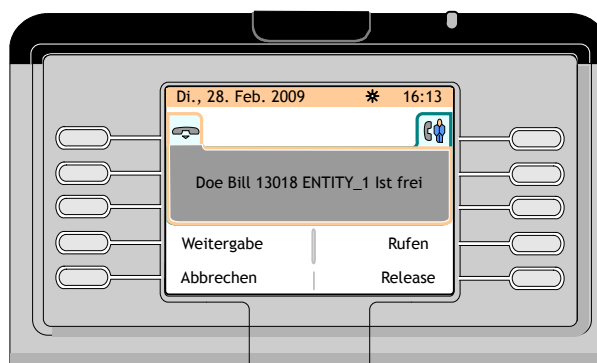 Di., 28. Feb. 2009 16:13
Doe Bill 13018 ENTITY_1 Ist frei
Weitergabe Rufen
Abbrechen Release